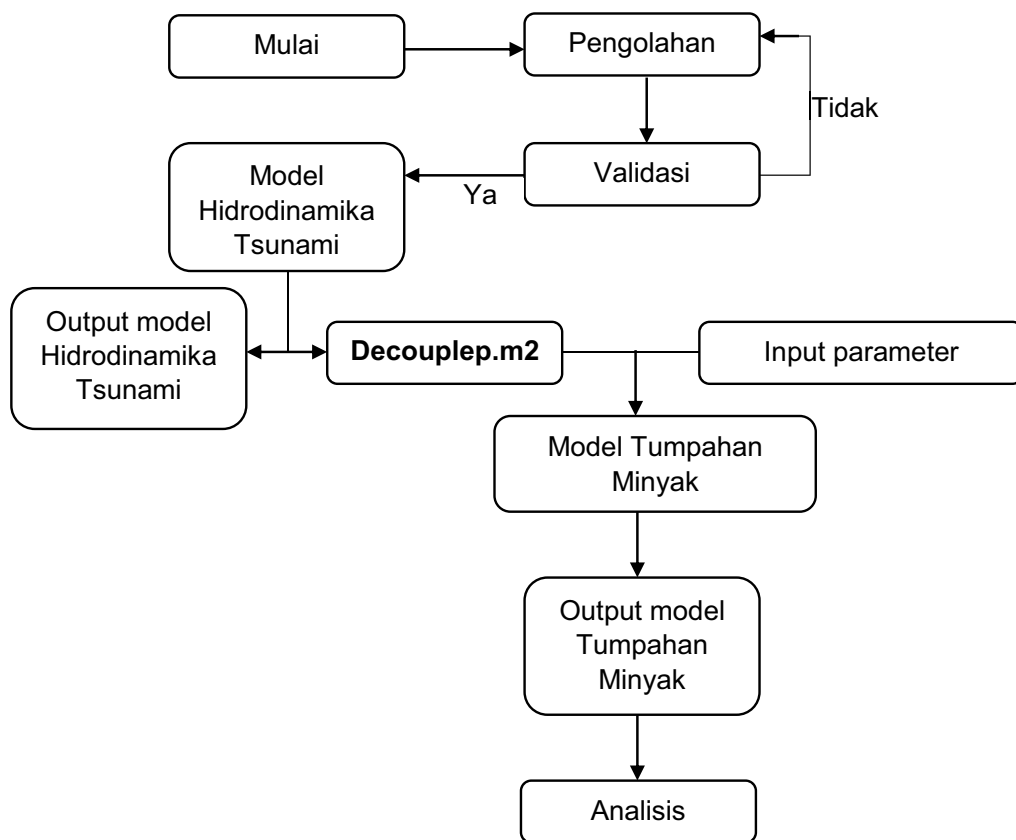 Mulai
Pengolahan
Tidak
Validasi
Ya
Model
Hidrodinamika
Tsunami
Output model
Hidrodinamika
Tsunami
Decouplep.m2
Input parameter
Model Tumpahan
Minyak
Output model
Tumpahan
Minyak
Analisis